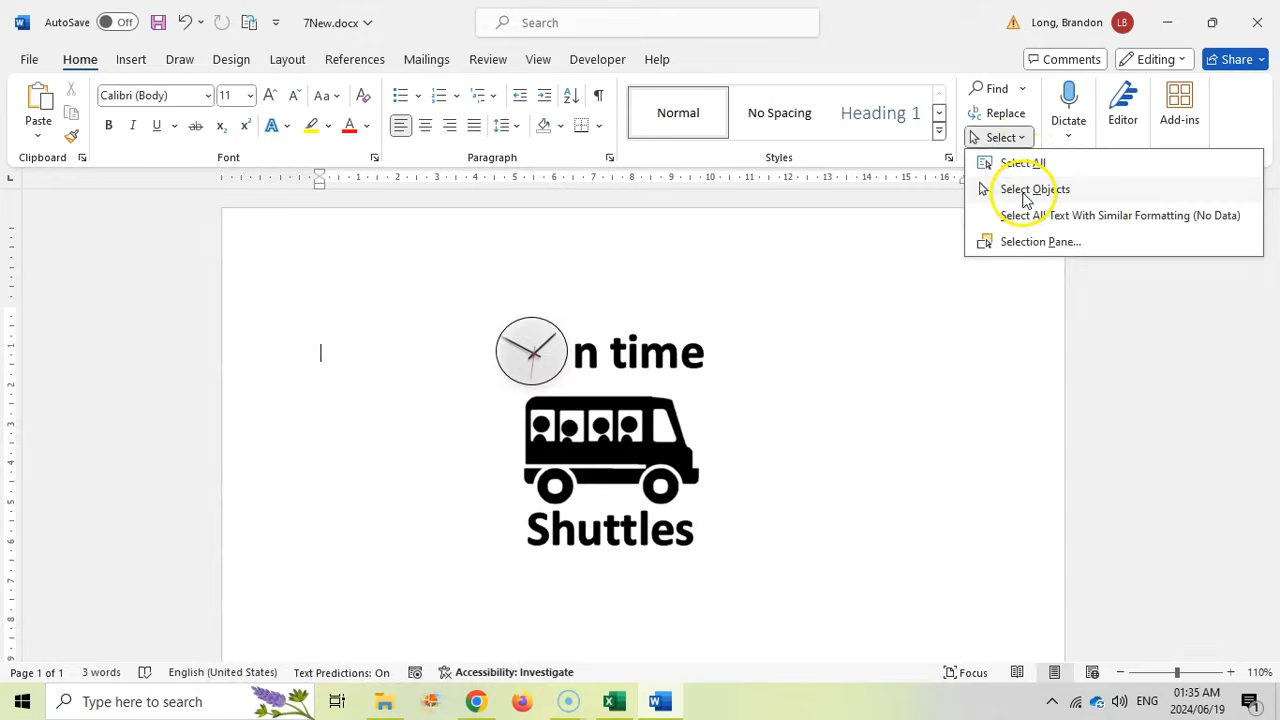 AutoSave Off 7New.docx Search Long, Brandon LB
File Home Insert Draw Design Layout References Mailings Review View Developer Help Comments Editing Share
Paste Calibri (Body) 11 Aa Normal No Spacing Heading 1 Find Replace Select Dictate Editor Add-ins
Clipboard Font Paragraph Styles
Select All
Select Objects
Select All Text With Similar Formatting (No Data)
Selection Pane...
n time
Shuttles
Page 1 of 1 3 words English (United States) Text Predictions: On Accessibility: Investigate Focus 110%
Type here to search ENG 01:35 AM
2024/06/19